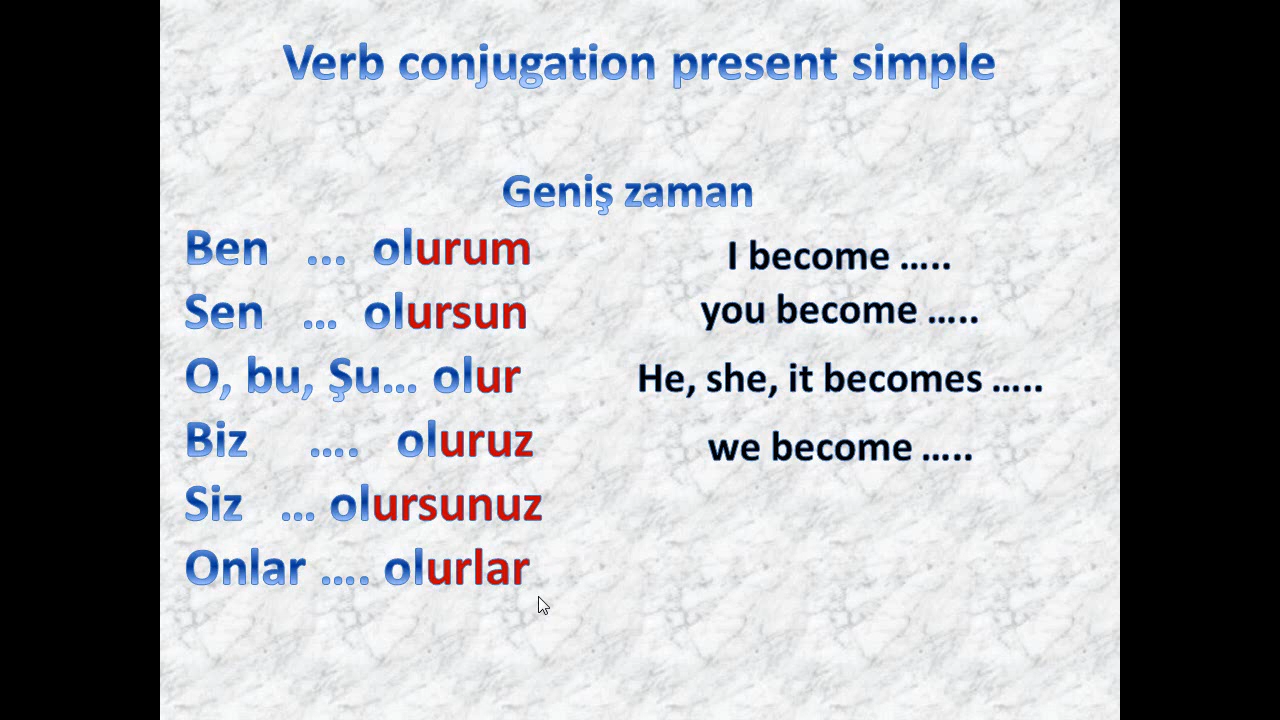 Verb conjugation present simple
Geniş zaman
Ben ... olurum
I become .....
Sen ... olursun
you become .....
O, bu, Şu... olur
He, she, it becomes .....
Biz .... oluruz
we become .....
Siz ... olursunuz
Onlar .... olurlar